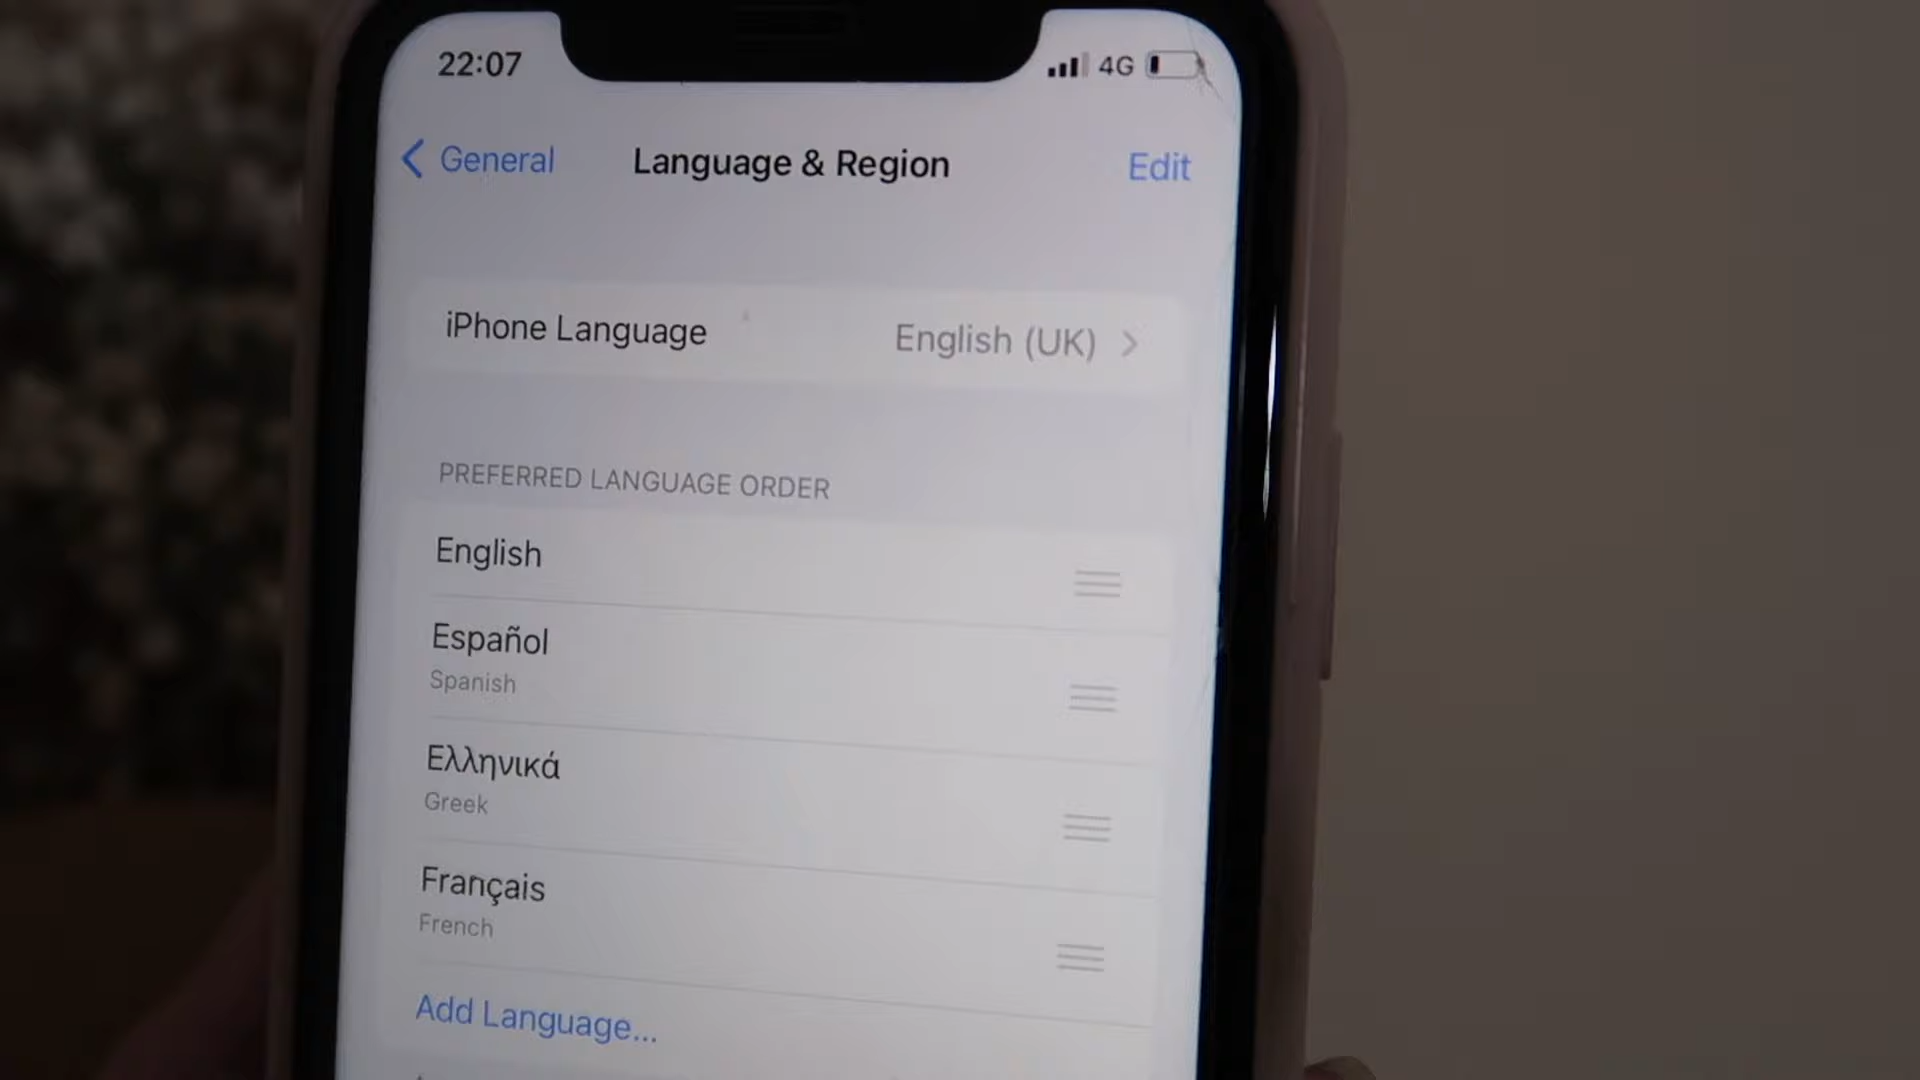 22:07 4G
General Language & Region Edit
iPhone Language English (UK)
PREFERRED LANGUAGE ORDER
English
Español
Spanish
Ελληνικά
Greek
Français
French
Add Language...